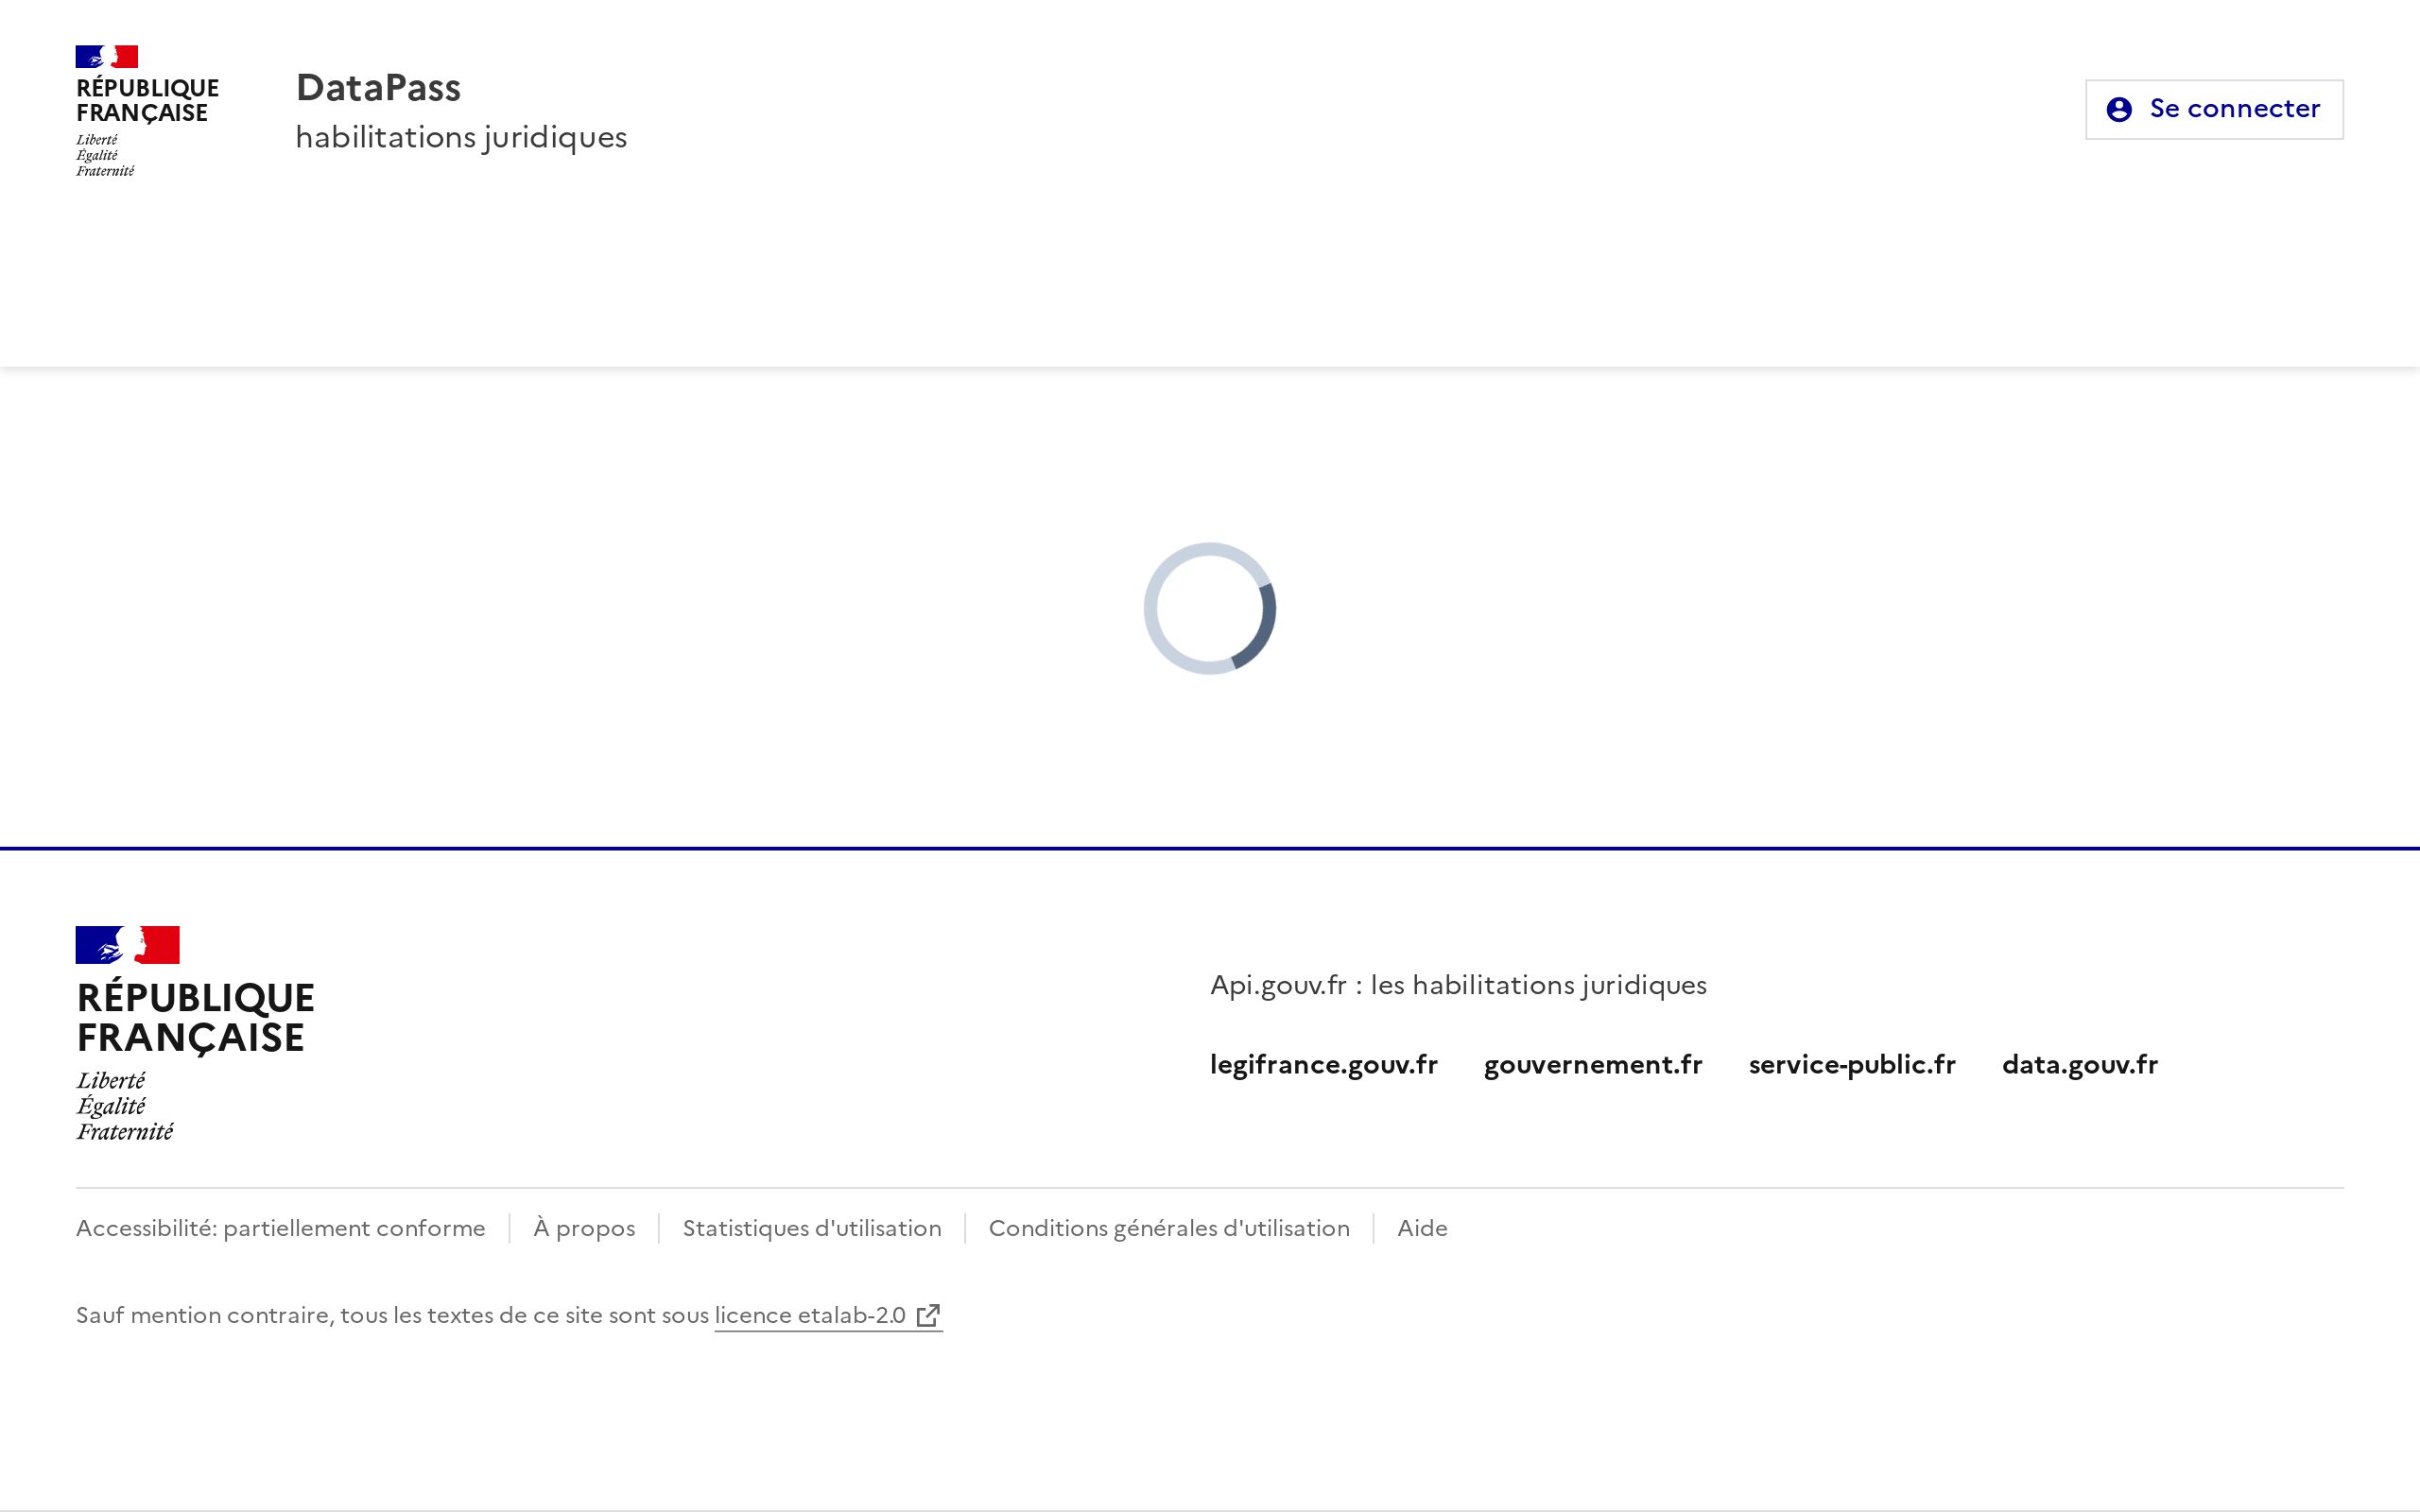 RÉPUBLIQUE
FRANÇAISE
Liberté
Égalité
Fraternité
DataPass
habilitations juridiques
Se connecter
RÉPUBLIQUE
FRANÇAISE
Liberté
Égalité
Fraternité
Api.gouv.fr : les habilitations juridiques
legifrance.gouv.fr gouvernement.fr service-public.fr data.gouv.fr
Accessibilité: partiellement conforme À propos Statistiques d'utilisation Conditions générales d'utilisation Aide
Sauf mention contraire, tous les textes de ce site sont sous licence etalab-2.0